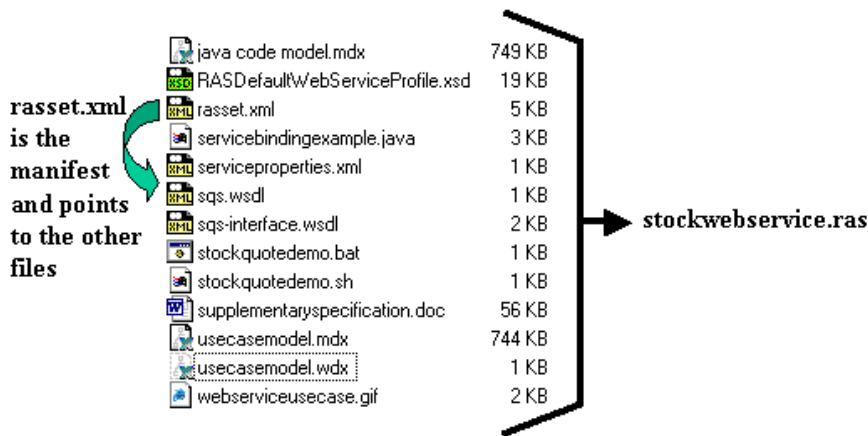 java code model.mdx 749 KB
RASDefaultWebServiceProfile.xsd 19 KB
rasset.xml 5 KB
servicebindingexample.java 3 KB
serviceproperties.xml 1 KB
sqs.wsdl 1 KB
sqs-interface.wsdl 2 KB
stockquotedemo.bat 1 KB
stockquotedemo.sh 1 KB
supplementaryspecification.doc 56 KB
usecasemodel.mdx 744 KB
usecasemodel.wdx 1 KB
webserviceusecase.gif 2 KB
rasset.xml
is the
manifest
and points
to the other
files
stockwebservice.ras